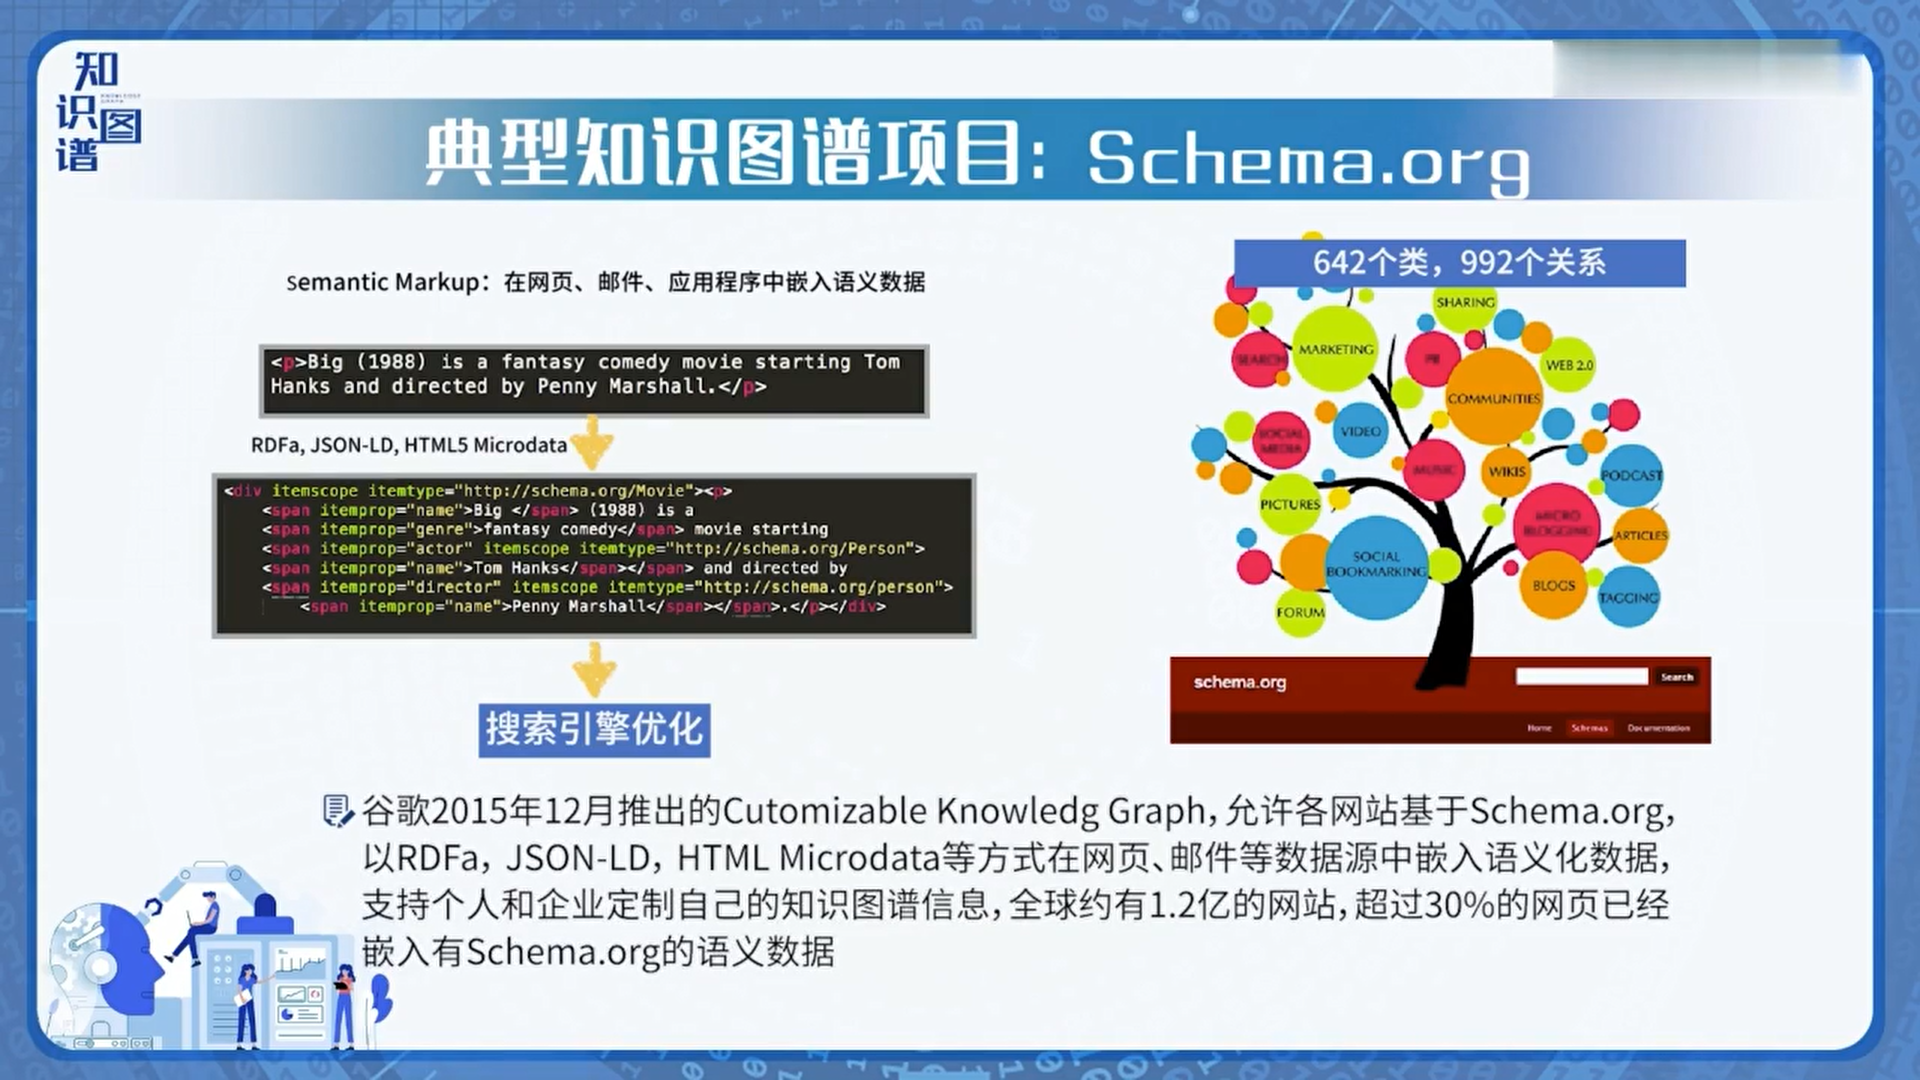 知识图谱
KNOWLEDGE GRAPH
典型知识图谱项目：Schema.org
Semantic Markup：在网页、邮件、应用程序中嵌入语义数据
<p>Big (1988) is a fantasy comedy movie starting Tom
Hanks and directed by Penny Marshall.</p>
RDFa, JSON-LD, HTML5 Microdata
<div itemscope itemtype="http://schema.org/Movie"><p>
<span itemprop="name">Big </span> (1988) is a
<span itemprop="genre">fantasy comedy</span> movie starting
<span itemprop="actor" itemscope itemtype="http://schema.org/Person">
<span itemprop="name">Tom Hanks</span></span> and directed by
<span itemprop="director" itemscope itemtype="http://schema.org/person">
<span itemprop="name">Penny Marshall</span></span>.</p></div>
搜索引擎优化
642个类，992个关系
SHARING
MARKETING
SEARCH
PR
WEB 2.0
COMMUNITIES
SOCIAL
MEDIA
VIDEO
MUSIC
WIKIS
PODCAST
PICTURES
MICRO
BLOGGING
ARTICLES
SOCIAL
BOOKMARKING
BLOGS
TAGGING
FORUM
schema.org
Search
Home
Schemas
Documentation
谷歌2015年12月推出的Cutomizable Knowledg Graph，允许各网站基于Schema.org，
以RDFa，JSON-LD，HTML Microdata等方式在网页、邮件等数据源中嵌入语义化数据，
支持个人和企业定制自己的知识图谱信息，全球约有1.2亿的网站，超过30%的网页已经
嵌入有Schema.org的语义数据